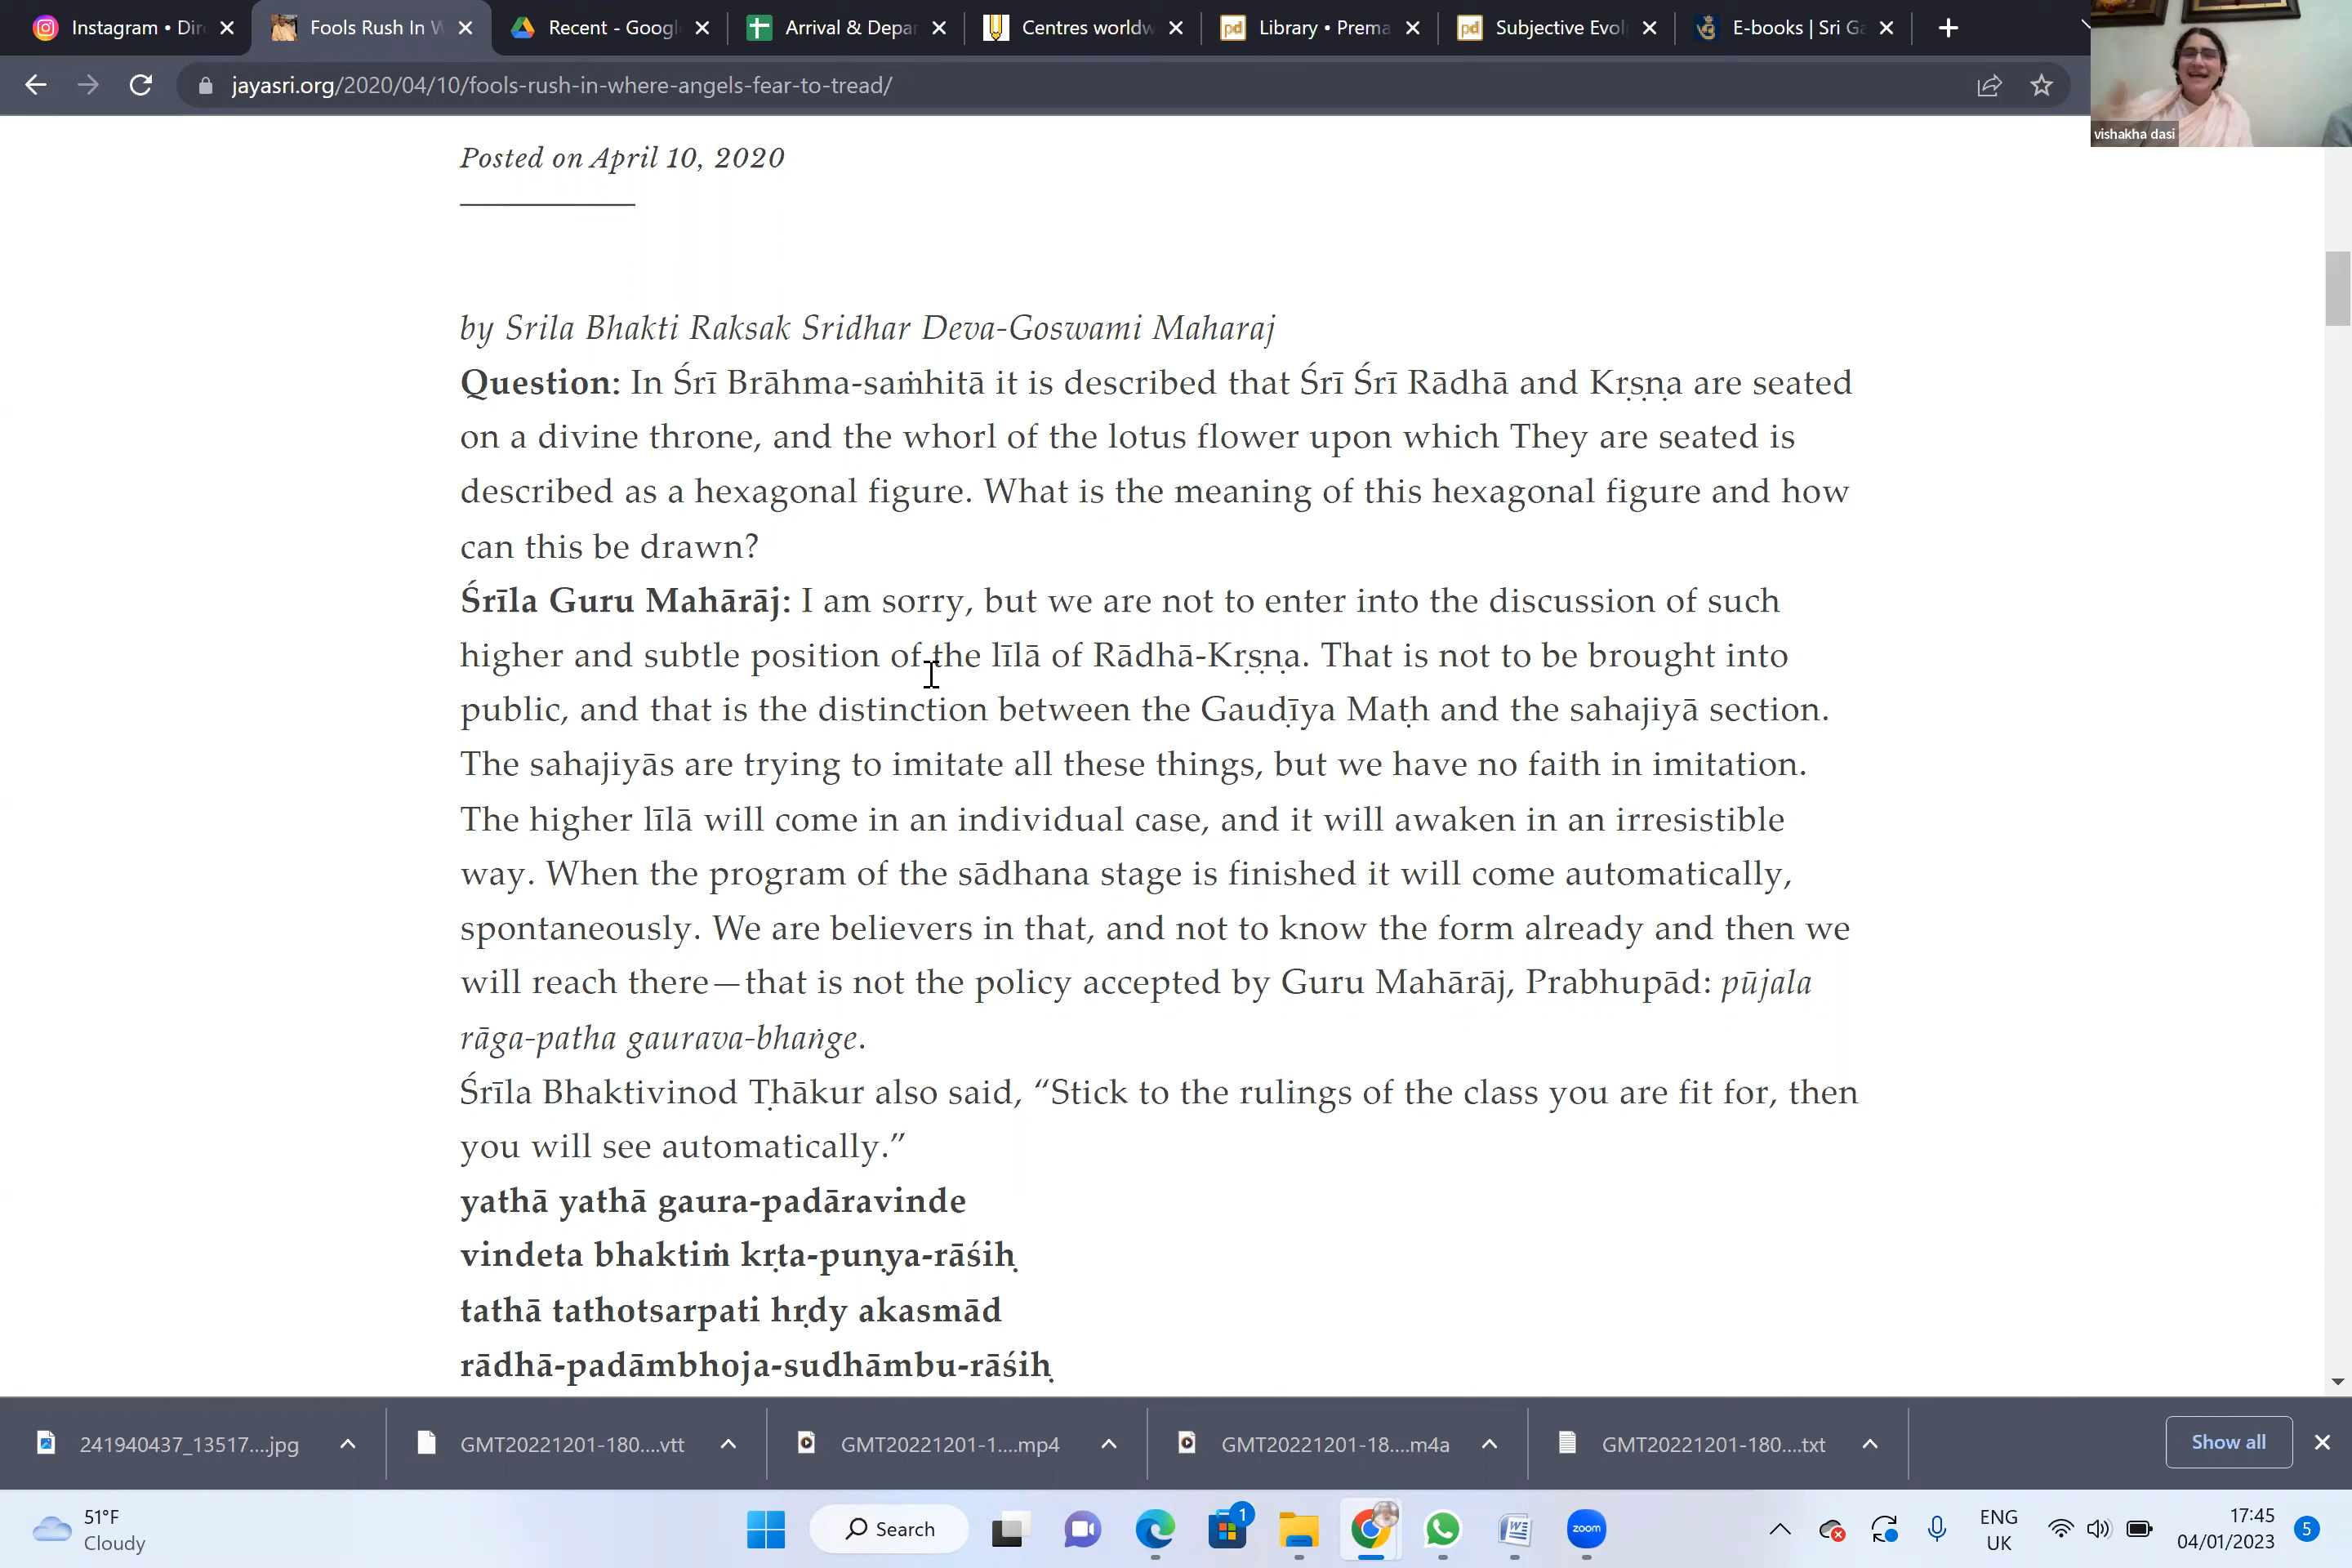 Instagram • Dir
Fools Rush In W
Recent - Googl
Arrival & Depar
Centres worldw
Library • Prema
Subjective Evol
E-books | Sri Ga
jayasri.org/2020/04/10/fools-rush-in-where-angels-fear-to-tread/
vishakha dasi
Posted on April 10, 2020
by Srila Bhakti Raksak Sridhar Deva-Goswami Maharaj
Question: In Śrī Brāhma-saṁhitā it is described that Śrī Śrī Rādhā and Kṛṣṇa are seated
on a divine throne, and the whorl of the lotus flower upon which They are seated is
described as a hexagonal figure. What is the meaning of this hexagonal figure and how
can this be drawn?
Śrīla Guru Mahārāj: I am sorry, but we are not to enter into the discussion of such
higher and subtle position of the līlā of Rādhā-Kṛṣṇa. That is not to be brought into
public, and that is the distinction between the Gauḍīya Maṭh and the sahajiyā section.
The sahajiyās are trying to imitate all these things, but we have no faith in imitation.
The higher līlā will come in an individual case, and it will awaken in an irresistible
way. When the program of the sādhana stage is finished it will come automatically,
spontaneously. We are believers in that, and not to know the form already and then we
will reach there—that is not the policy accepted by Guru Mahārāj, Prabhupād: pūjala
rāga-patha gaurava-bhaṅge.
Śrīla Bhaktivinod Ṭhākur also said, “Stick to the rulings of the class you are fit for, then
you will see automatically.”
yathā yathā gaura-padāravinde
vindeta bhaktiṁ kṛta-puṇya-rāśiḥ
tathā tathotsarpati hṛdy akasmād
rādhā-padāmbhoja-sudhāmbu-rāśiḥ
241940437_13517....jpg
GMT20221201-180....vtt
GMT20221201-1....mp4
GMT20221201-18....m4a
GMT20221201-180....txt
Show all
51°F
Cloudy
Search
1
zoom
ENG
UK
17:45
04/01/2023
5